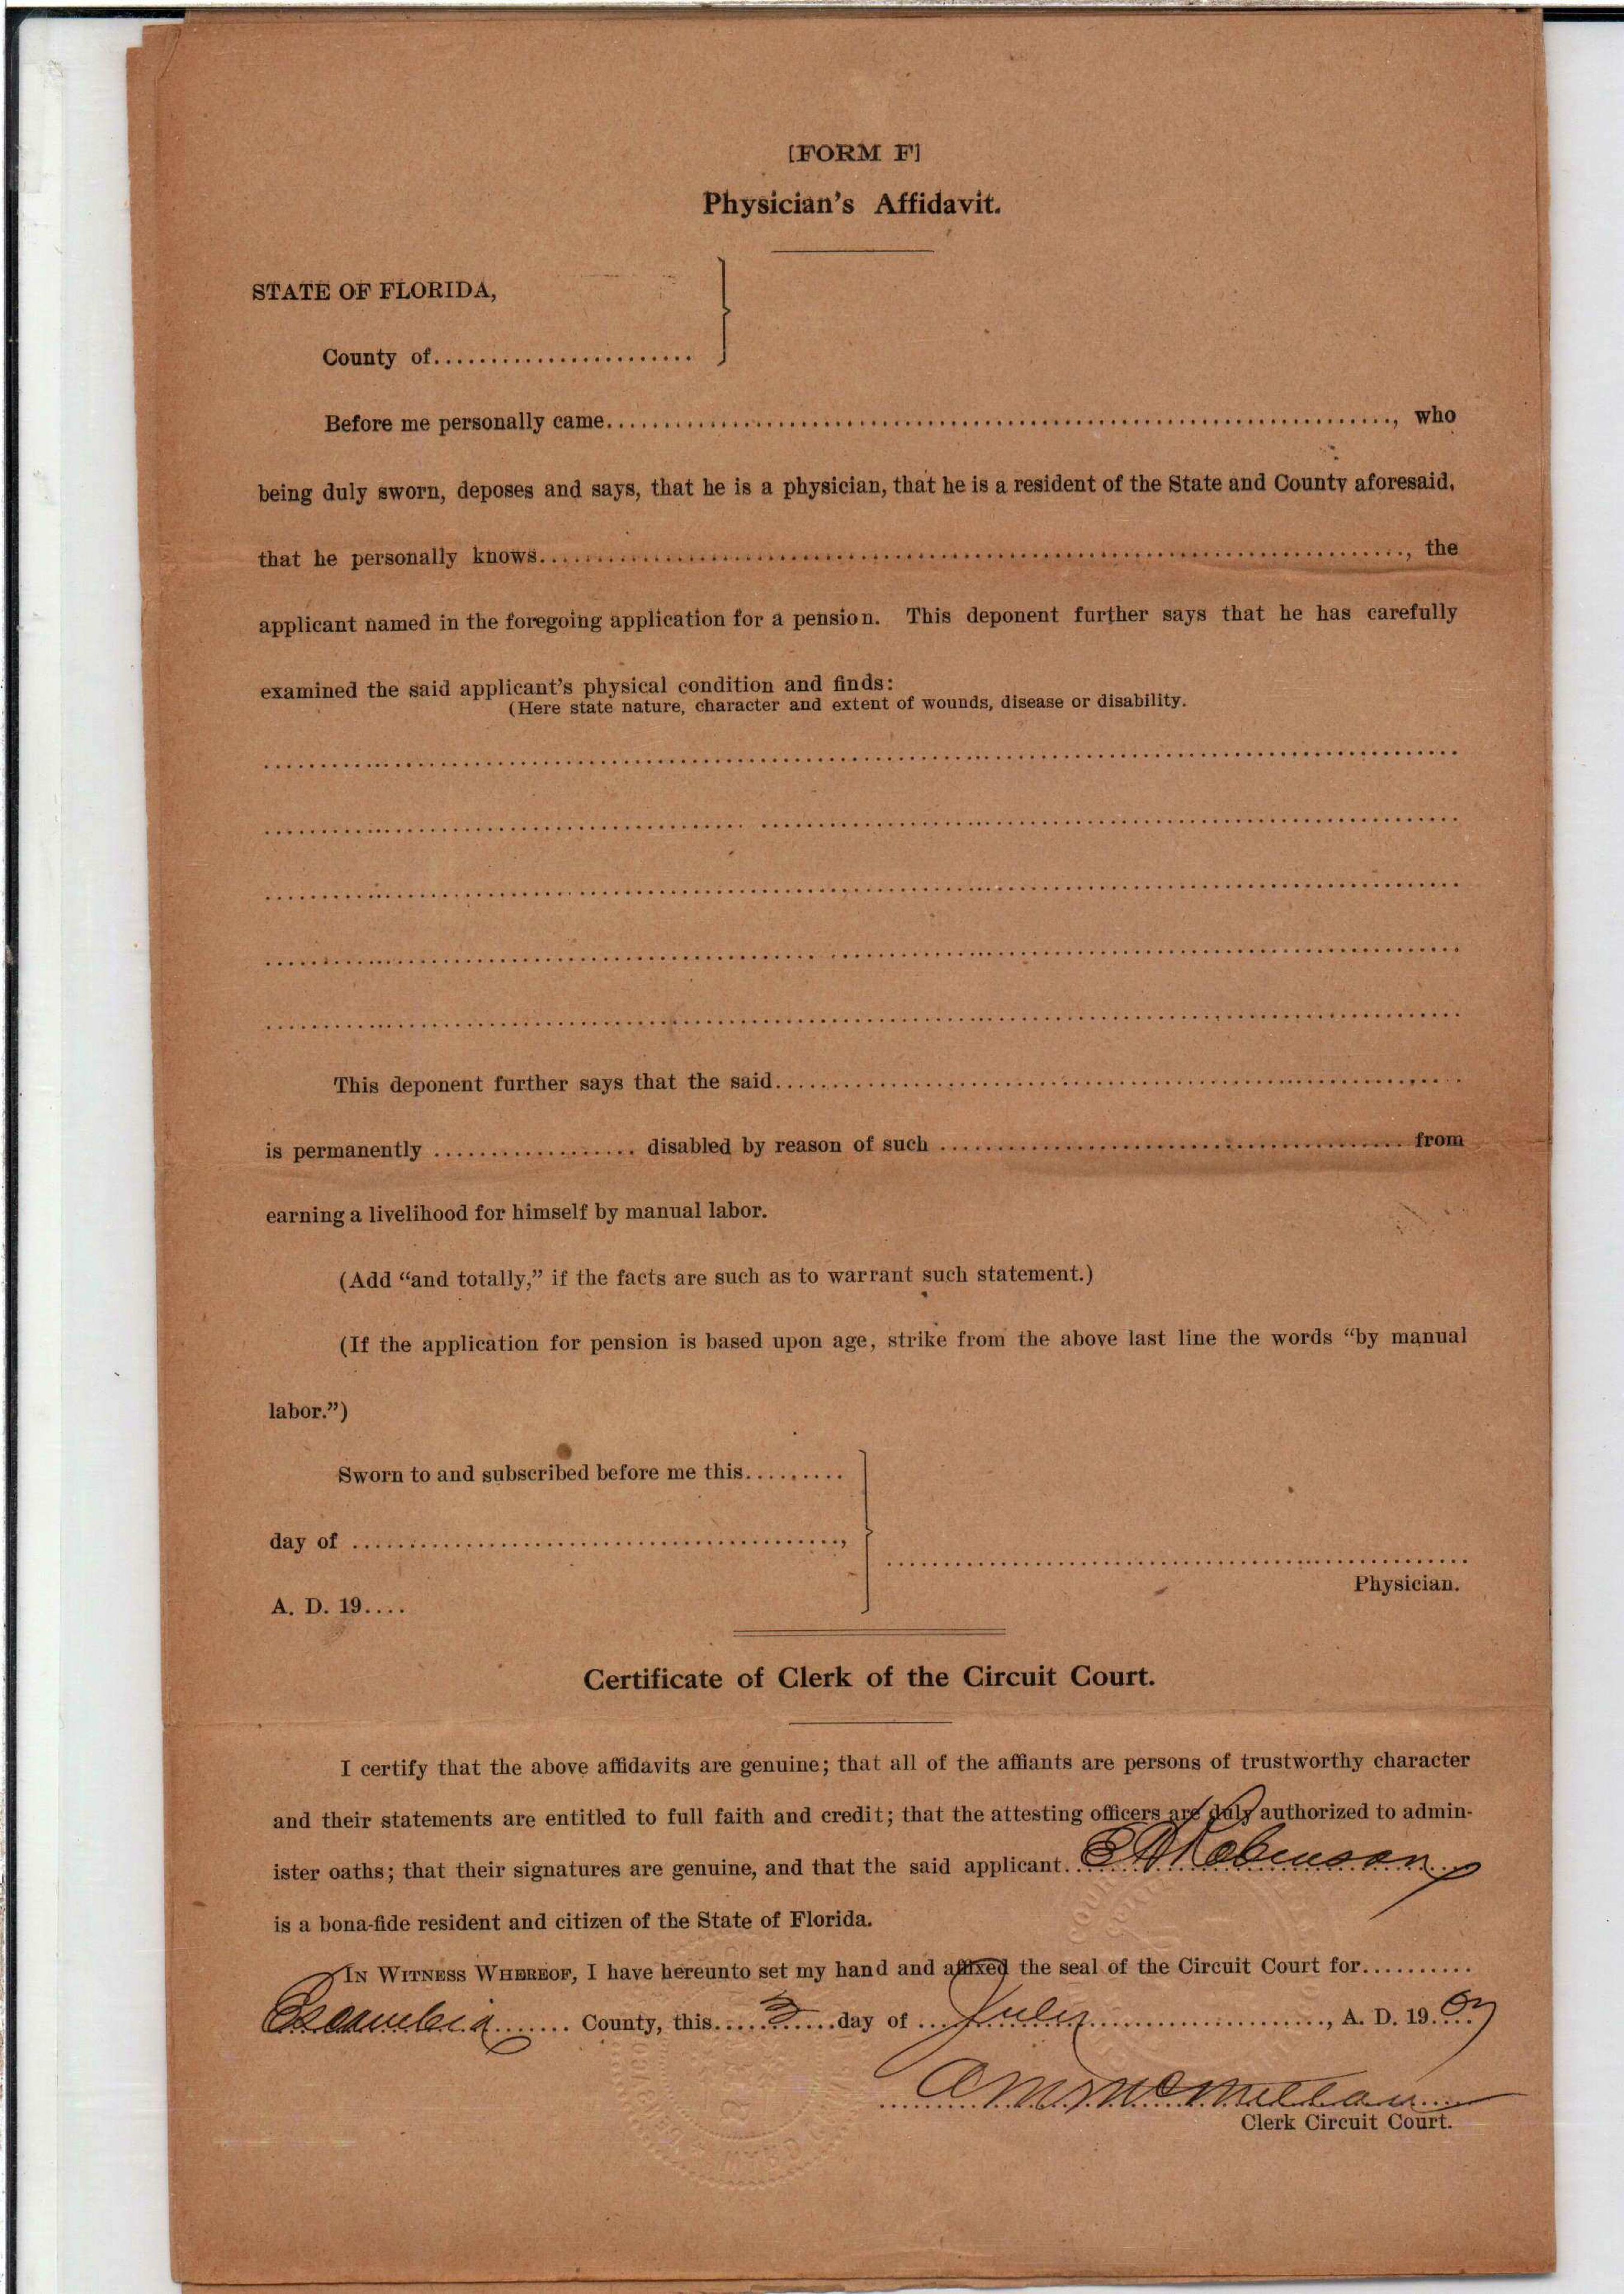 [FORM F]
Physician's Affidavit.
STATE OF FLORIDA,
County of.......................
Before me personally came......................................................................, who
being duly sworn, deposes and says, that he is a physician, that he is a resident of the State and County aforesaid,
that he personally knows.............................................................................., the
applicant named in the foregoing application for a pension. This deponent further says that he has carefully
examined the said applicant's physical condition and finds:
(Here state nature, character and extent of wounds, disease or disability.
This deponent further says that the said..............................................................
is permanently .................. disabled by reason of such .......................................... from
earning a livelihood for himself by manual labor.
(Add "and totally," if the facts are such as to warrant such statement.)
(If the application for pension is based upon age, strike from the above last line the words "by manual
labor.")
Sworn to and subscribed before me this.........
day of ............................................,
Physician.
A. D. 19....
Certificate of Clerk of the Circuit Court.
I certify that the above affidavits are genuine; that all of the affiants are persons of trustworthy character
and their statements are entitled to full faith and credit; that the attesting officers are duly authorized to admin-
ister oaths; that their signatures are genuine, and that the said applicant. Robinson
is a bona-fide resident and citizen of the State of Florida.
IN WITNESS WHEREOF, I have hereunto set my hand and affixed the seal of the Circuit Court for..........
Escambia....... County, this.....3.....day of ...July......................, A. D. 19.07
McMillan
Clerk Circuit Court.